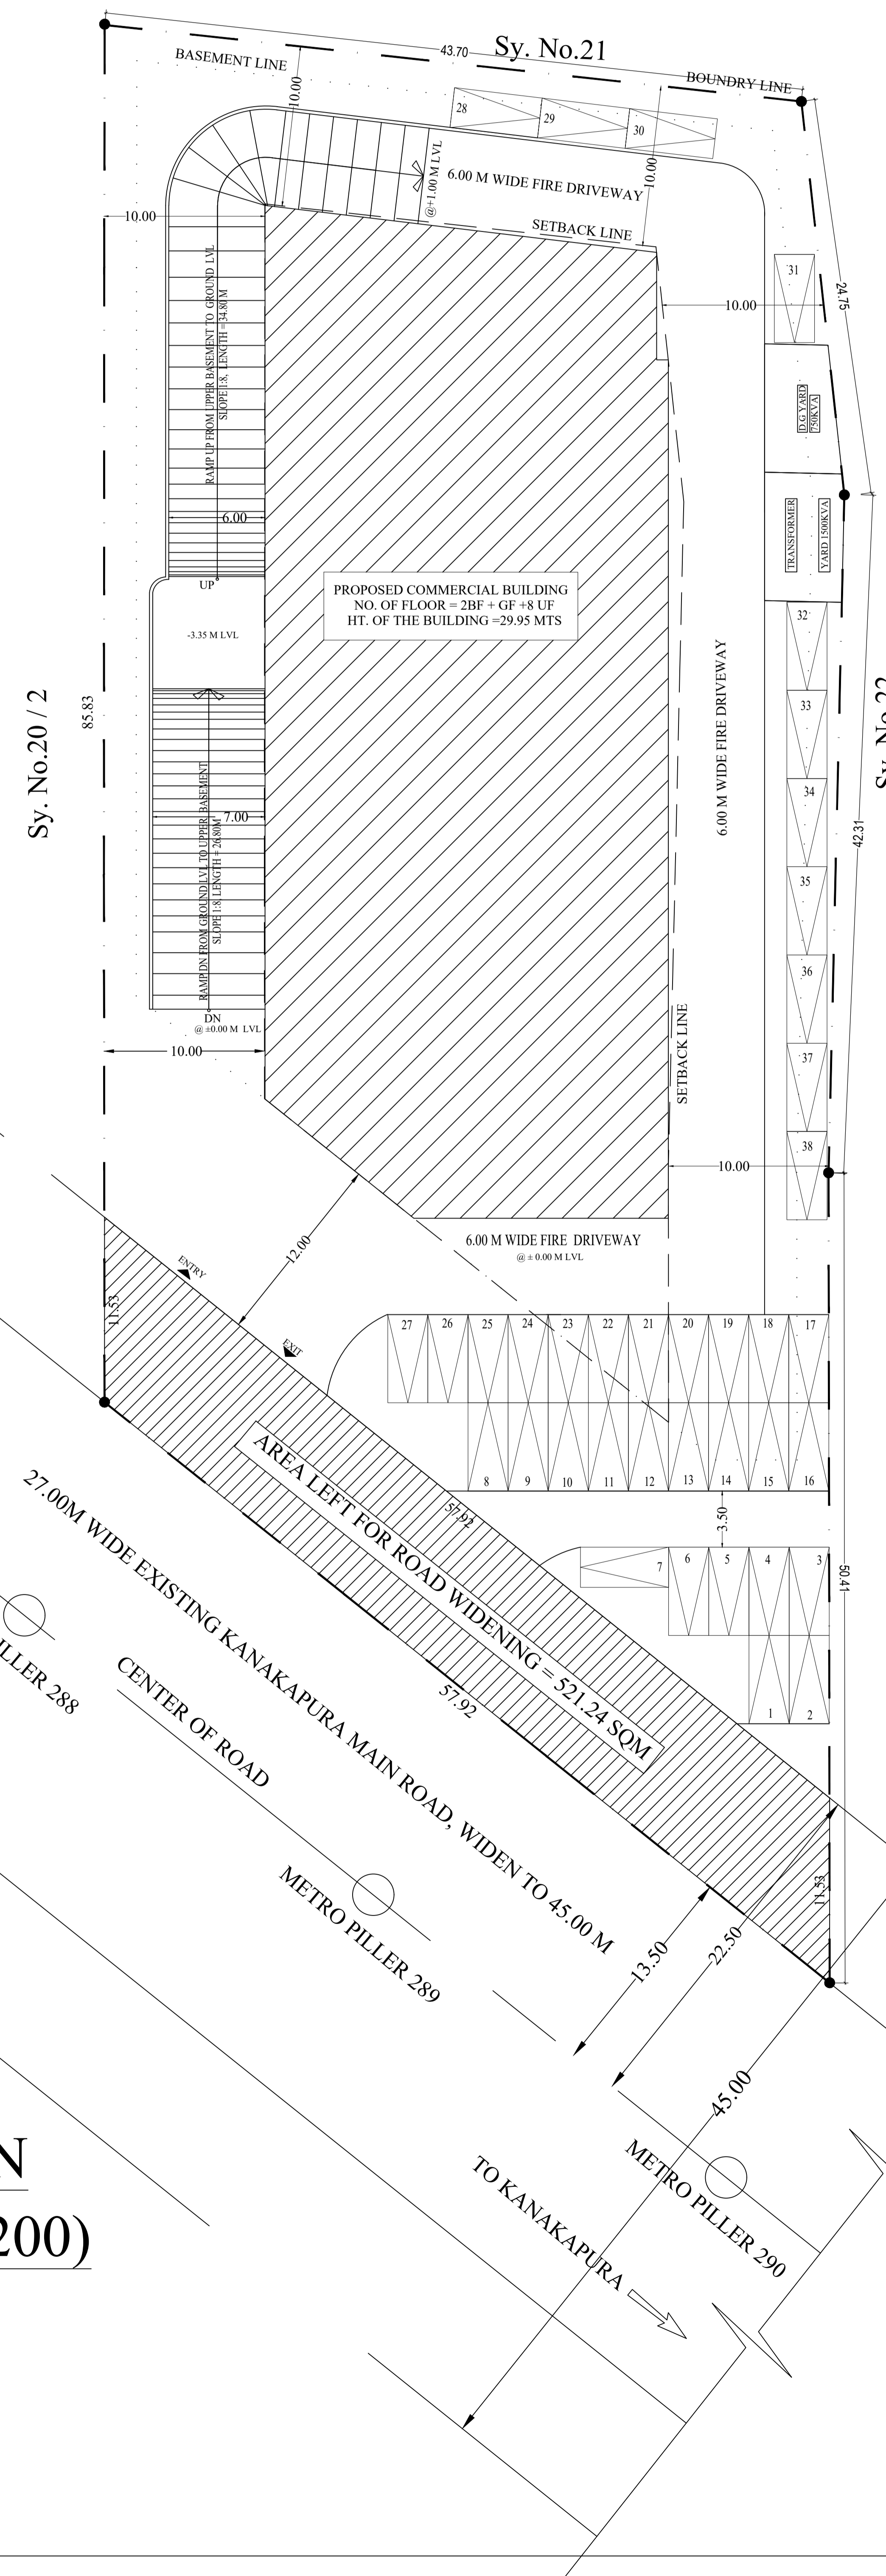 Sy. No.21
43.70
BASEMENT LINE
BOUNDRY LINE
10.00
28
29
30
10.00
6.00 M WIDE FIRE DRIVEWAY
@+1.00 M LVL
SETBACK LINE
10.00
31
24.75
10.00
RAMP UP FROM UPPER BASEMENT TO GROUND LVL
SLOPE 1:8, LENGTH = 34.80 M
D.G YARD
750KVA
6.00
TRANSFORMER
YARD 1500KVA
UP
PROPOSED COMMERCIAL BUILDING
NO. OF FLOOR = 2BF + GF +8 UF
HT. OF THE BUILDING =29.95 MTS
-3.35 M LVL
32
33
34
35
36
37
38
Sy. No.20 / 2
85.83
6.00 M WIDE FIRE DRIVEWAY
Sy. No.22
42.31
7.00
RAMP DN FROM GROUND LVL TO UPPER BASEMENT
SLOPE 1:8, LENGTH = 26.80M
DN
@ ±0.00 M LVL
10.00
SETBACK LINE
10.00
12.00
6.00 M WIDE FIRE DRIVEWAY
@ ± 0.00 M LVL
ENTRY
11.53
EXIT
27 26 25 24 23 22 21 20 19 18 17
8 9 10 11 12 13 14 15 16
3.50
7 6 5 4 3
1 2
50.41
57.92
AREA LEFT FOR ROAD WIDENING = 521.24 SQM
57.92
11.53
27.00M WIDE EXISTING KANAKAPURA MAIN ROAD, WIDEN TO 45.00 M
ILLER 288
CENTER OF ROAD
METRO PILLER 289
13.50
22.50
45.00
METRO PILLER 290
TO KANAKAPURA
N
200)